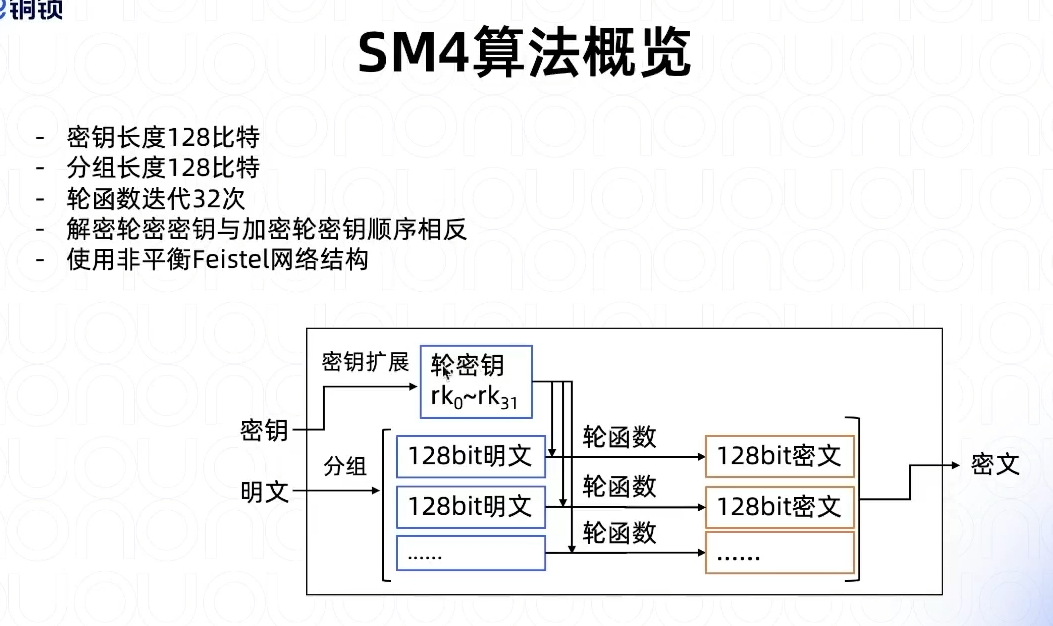 铜锁
SM4算法概览
- 密钥长度128比特
- 分组长度128比特
- 轮函数迭代32次
- 解密轮密密钥与加密轮密钥顺序相反
- 使用非平衡Feistel网络结构
密钥扩展
轮密钥
rk0~rk31
密钥
明文
分组
128bit明文
轮函数
128bit密文
128bit明文
轮函数
128bit密文
......
轮函数
......
密文